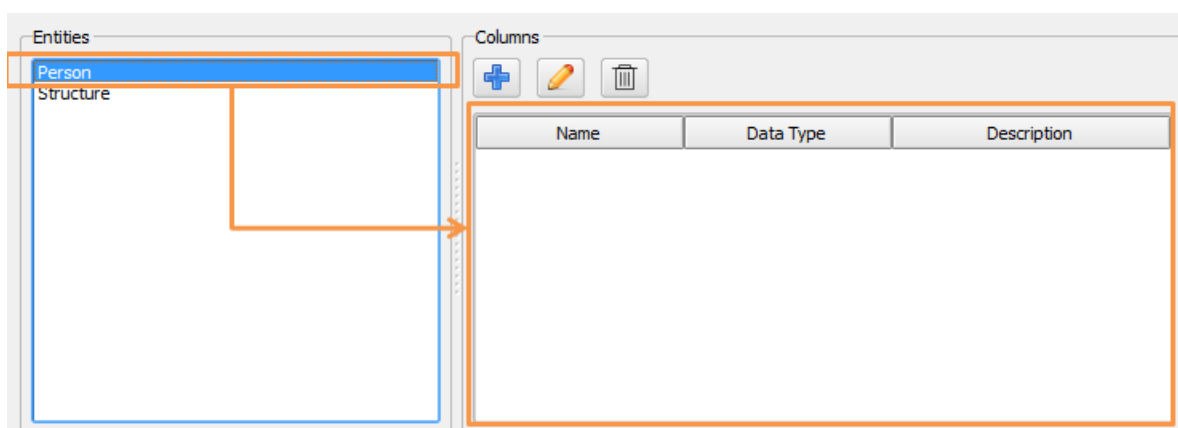 Entities
Person
Structure
Columns
Name Data Type Description